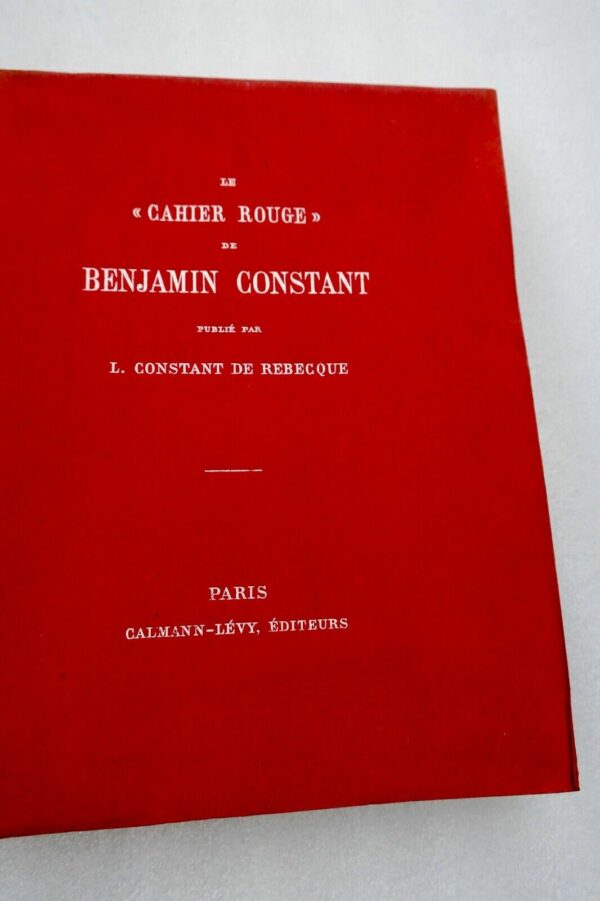 LE
« CAHIER ROUGE »
DE
BENJAMIN CONSTANT
PUBLIÉ PAR
L. CONSTANT DE REBECQUE
PARIS
CALMANN-LÉVY, ÉDITEURS